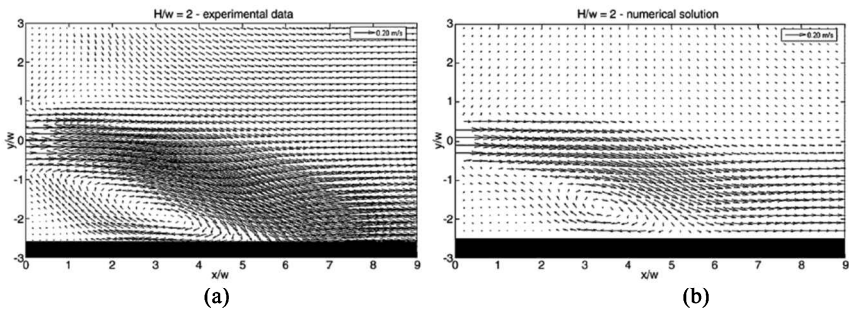 H/w = 2 - experimental data
0.20 m/s
3
2
1
0
-1
-2
-3
y/w
0 1 2 3 4 5 6 7 8 9
x/w
(a)
H/w = 2 - numerical solution
0.20 m/s
3
2
1
0
-1
-2
-3
y/w
0 1 2 3 4 5 6 7 8 9
x/w
(b)